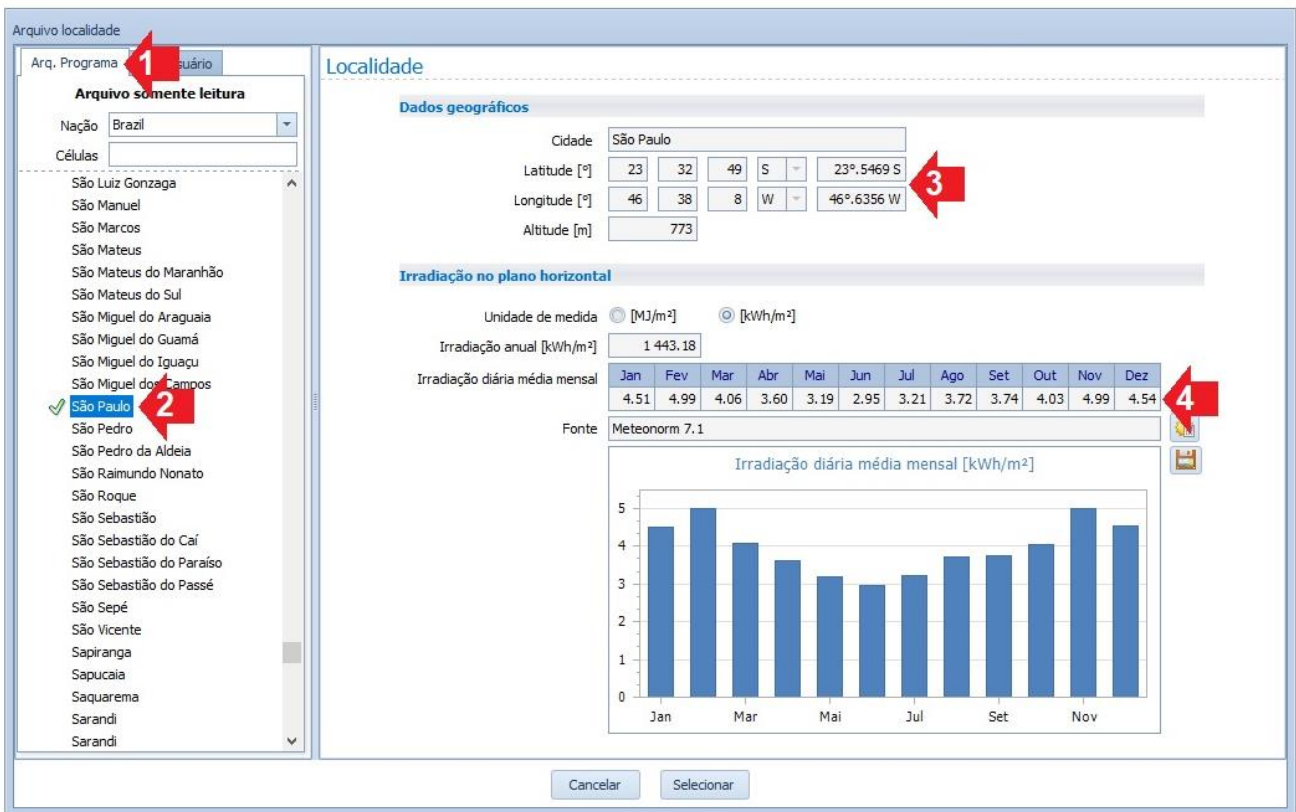 Arquivo localidade
Arq. Programa 1 suário
Arquivo somente leitura
Nação Brazil
Células
São Luiz Gonzaga
São Manuel
São Marcos
São Mateus
São Mateus do Maranhão
São Mateus do Sul
São Miguel do Araguaia
São Miguel do Guamá
São Miguel do Iguaçu
São Miguel dos Campos
São Paulo 2
São Pedro
São Pedro da Aldeia
São Raimundo Nonato
São Roque
São Sebastião
São Sebastião do Caí
São Sebastião do Paraíso
São Sebastião do Passé
São Sepé
São Vicente
Sapiranga
Sapucaia
Saquarema
Sarandi
Sarandi
Localidade
Dados geográficos
Cidade São Paulo
Latitude [º] 23 32 49 S 23º.5469 S
3
Longitude [º] 46 38 8 W 46º.6356 W
Altitude [m] 773
Irradiação no plano horizontal
Unidade de medida [MJ/m²] [kWh/m²]
Irradiação anual [kWh/m²] 1 443.18
Irradiação diária média mensal Jan Fev Mar Abr Mai Jun Jul Ago Set Out Nov Dez
4.51 4.99 4.06 3.60 3.19 2.95 3.21 3.72 3.74 4.03 4.99 4.54 4
Fonte Meteonorm 7.1
Irradiação diária média mensal [kWh/m²]
5
4
3
2
1
0
Jan Mar Mai Jul Set Nov
Cancelar Selecionar